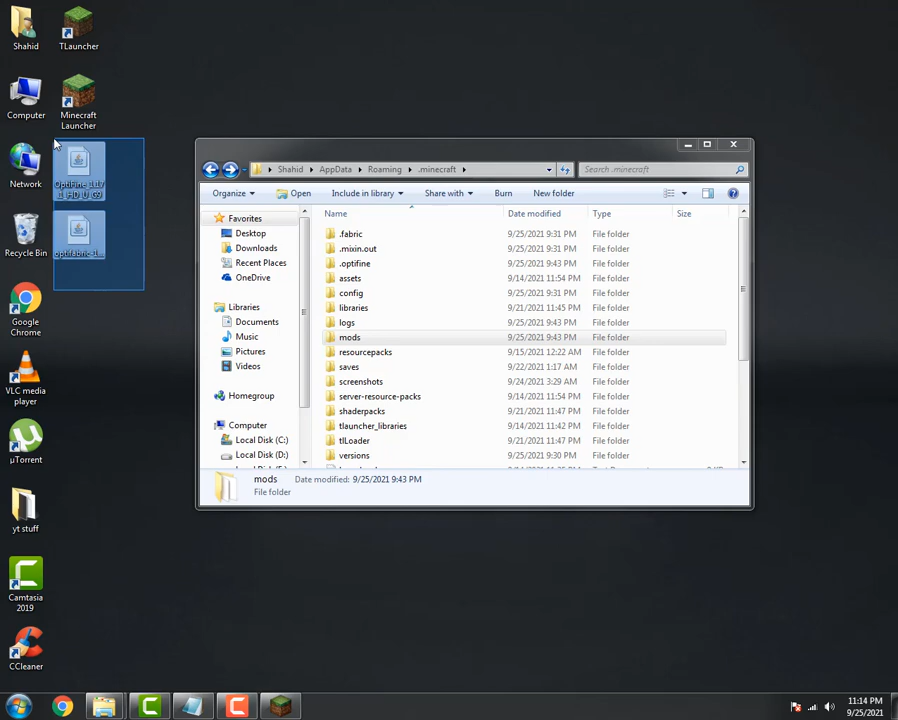 Shahid
TLauncher
Computer
Minecraft
Launcher
Network
OptiFine_1.17
.1_HD_U_G9
Recycle Bin
optifabric-1....
Google
Chrome
VLC media
player
µTorrent
yt stuff
Camtasia
2019
CCleaner
Shahid
AppData
Roaming
.minecraft
Search .minecraft
Organize
Open
Include in library
Share with
Burn
New folder
Favorites
Desktop
Downloads
Recent Places
OneDrive
Libraries
Documents
Music
Pictures
Videos
Homegroup
Computer
Local Disk (C:)
Local Disk (D:)
Name Date modified Type Size
.fabric 9/25/2021 9:31 PM File folder
.mixin.out 9/25/2021 9:31 PM File folder
.optifine 9/25/2021 9:43 PM File folder
assets 9/14/2021 11:54 PM File folder
config 9/25/2021 9:31 PM File folder
libraries 9/21/2021 11:45 PM File folder
logs 9/25/2021 9:43 PM File folder
mods 9/25/2021 9:43 PM File folder
resourcepacks 9/15/2021 12:22 AM File folder
saves 9/22/2021 1:17 AM File folder
screenshots 9/24/2021 3:29 AM File folder
server-resource-packs 9/14/2021 11:54 PM File folder
shaderpacks 9/21/2021 11:47 PM File folder
tlauncher_libraries 9/14/2021 11:42 PM File folder
tlLoader 9/21/2021 11:47 PM File folder
versions 9/25/2021 9:30 PM File folder
mods Date modified: 9/25/2021 9:43 PM
File folder
11:14 PM
9/25/2021